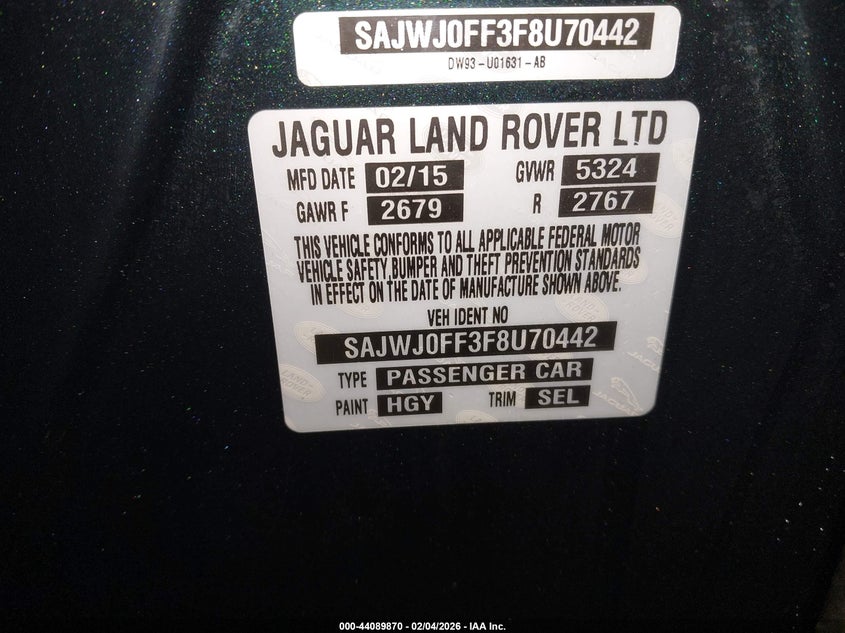 SAJWJ0FF3F8U70442
DW93-U01631-AB
JAGUAR LAND ROVER LTD
MFD DATE 02/15 GVWR 5324
GAWR F 2679 R 2767
THIS VEHICLE CONFORMS TO ALL APPLICABLE FEDERAL MOTOR
VEHICLE SAFETY BUMPER AND THEFT PREVENTION STANDARDS
IN EFFECT ON THE DATE OF MANUFACTURE SHOWN ABOVE.
VEH IDENT NO
SAJWJ0FF3F8U70442
TYPE PASSENGER CAR
PAINT HGY TRIM SEL
LAND ROVER
JAGUAR
000-44089870 - 02/04/2026 - IAA Inc.